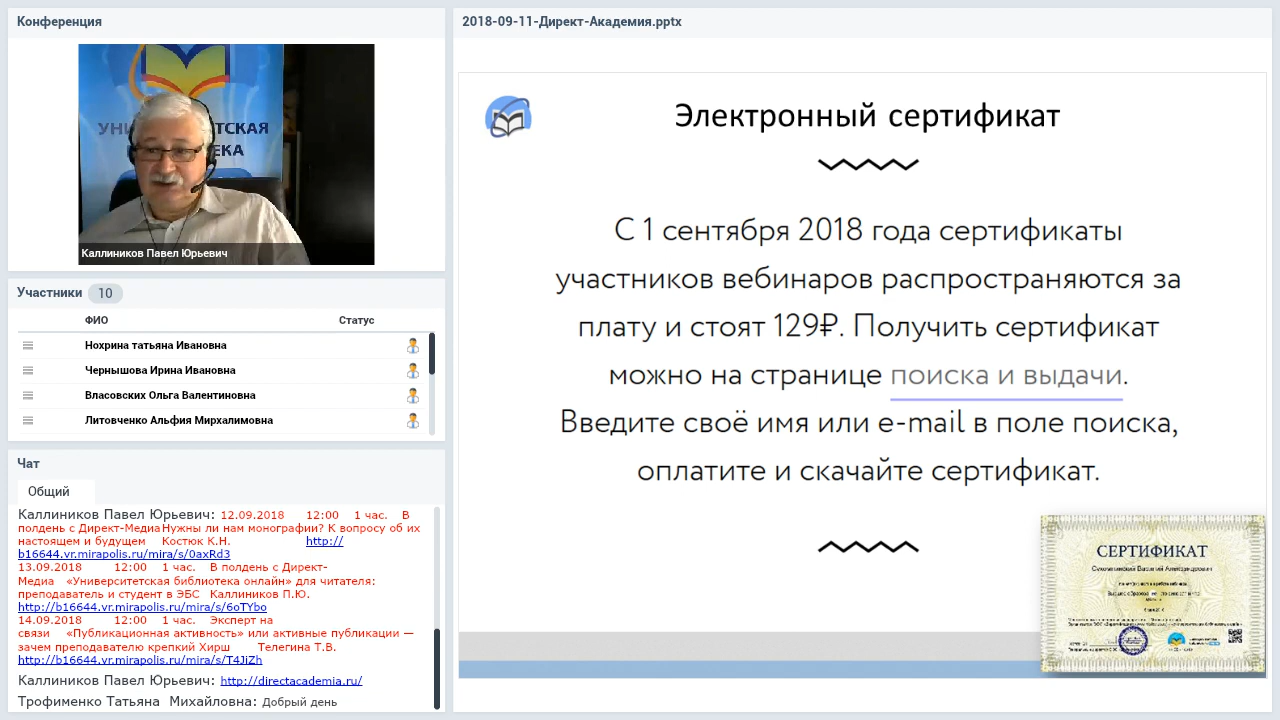 Конференция
УНИ ТСКАЯ
ЕКА
Каллиников Павел Юрьевич
Участники 10
ФИО Статус
Нохрина татьяна Ивановна
Чернышова Ирина Ивановна
Власовских Ольга Валентиновна
Литовченко Альфия Мирхалимовна
Чат
Общий
Каллиников Павел Юрьевич: 12.09.2018 12:00 1 час. В
полдень с Директ-Медиа Нужны ли нам монографии? К вопросу об их
настоящем и будущем Костюк К.Н. http://
b16644.vr.mirapolis.ru/mira/s/0axRd3
13.09.2018 12:00 1 час. В полдень с Директ-
Медиа «Университетская библиотека онлайн» для читателя:
преподаватель и студент в ЭБС Каллиников П.Ю.
http://b16644.vr.mirapolis.ru/mira/s/6oTYbo
14.09.2018 12:00 1 час. Эксперт на
связи «Публикационная активность» или активные публикации —
зачем преподавателю крепкий Хирш Телегина Т.В.
http://b16644.vr.mirapolis.ru/mira/s/T4JiZh
Каллиников Павел Юрьевич: http://directacademia.ru/
Трофименко Татьяна Михайловна: Добрый день
2018-09-11-Директ-Академия.pptx
Электронный сертификат
С 1 сентября 2018 года сертификаты
участников вебинаров распространяются за
плату и стоят 129₽. Получить сертификат
можно на странице поиска и выдачи.
Введите своё имя или e-mail в поле поиска,
оплатите и скачайте сертификат.
СЕРТИФИКАТ